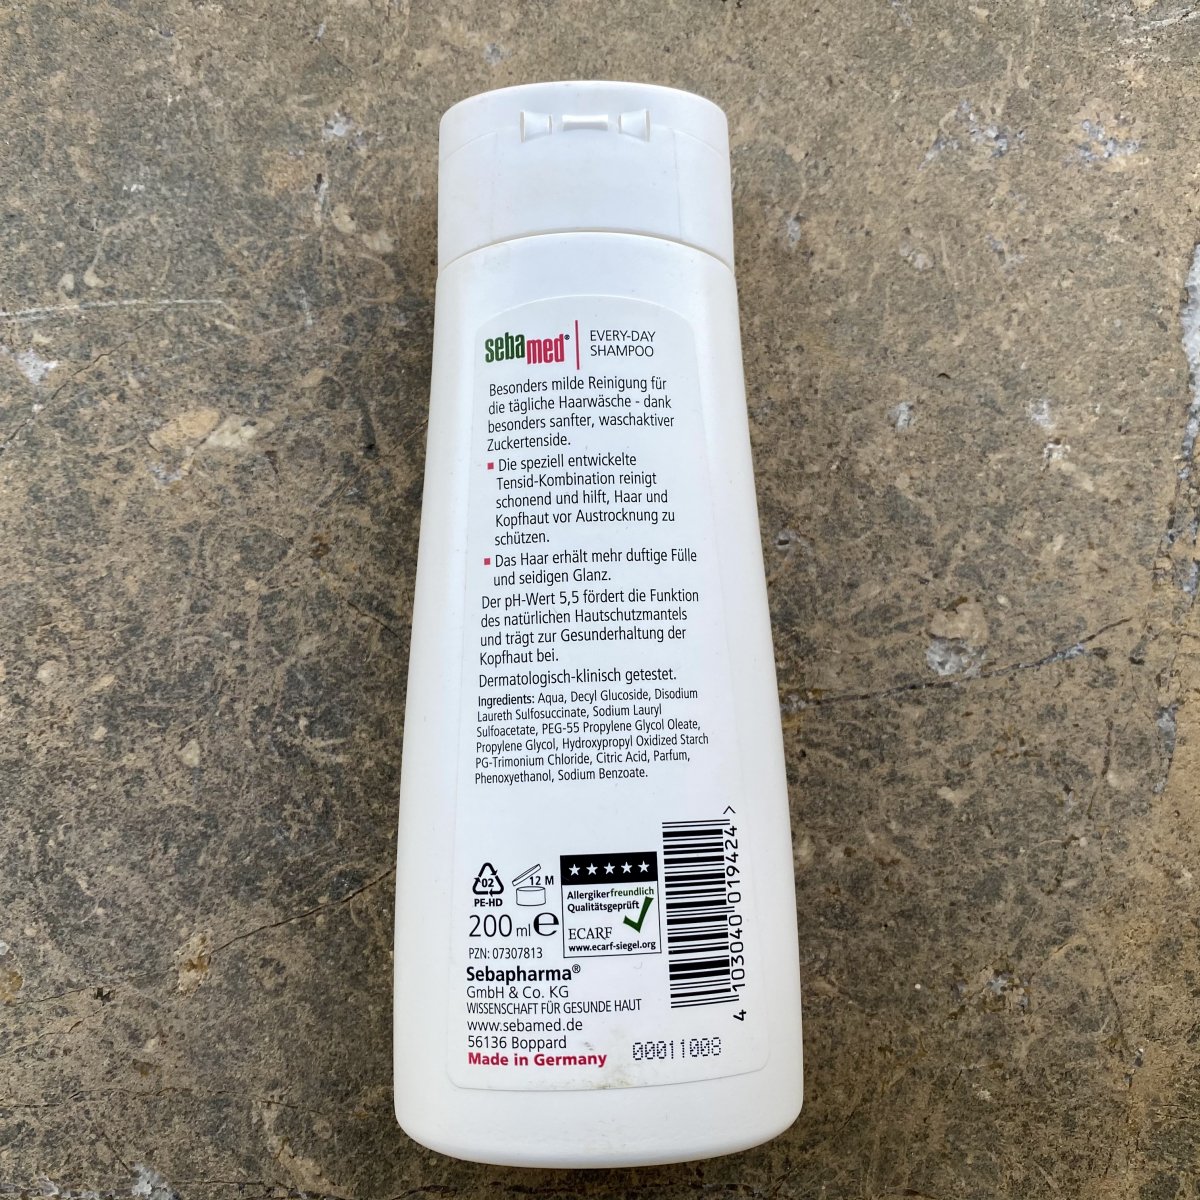 sebamed®
EVERY-DAY
SHAMPOO
Besonders milde Reinigung für
die tägliche Haarwäsche - dank
besonders sanfter, waschaktiver
Zuckertenside.
Die speziell entwickelte
Tensid-Kombination reinigt
schonend und hilft, Haar und
Kopfhaut vor Austrocknung zu
schützen.
Das Haar erhält mehr duftige Fülle
und seidigen Glanz.
Der pH-Wert 5,5 fördert die Funktion
des natürlichen Hautschutzmantels
und trägt zur Gesunderhaltung der
Kopfhaut bei.
Dermatologisch-klinisch getestet.
Ingredients: Aqua, Decyl Glucoside, Disodium
Laureth Sulfosuccinate, Sodium Lauryl
Sulfoacetate, PEG-55 Propylene Glycol Oleate,
Propylene Glycol, Hydroxypropyl Oxidized Starch
PG-Trimonium Chloride, Citric Acid, Parfum,
Phenoxyethanol, Sodium Benzoate.
02
PE-HD
12 M
200 ml ℮
PZN: 07307813
Allergikerfreundlich
Qualitätsgeprüft
ECARF
www.ecarf-siegel.org
4 103040 019424 >
Sebapharma®
GmbH & Co. KG
WISSENSCHAFT FÜR GESUNDE HAUT
www.sebamed.de
56136 Boppard
Made in Germany
00011008